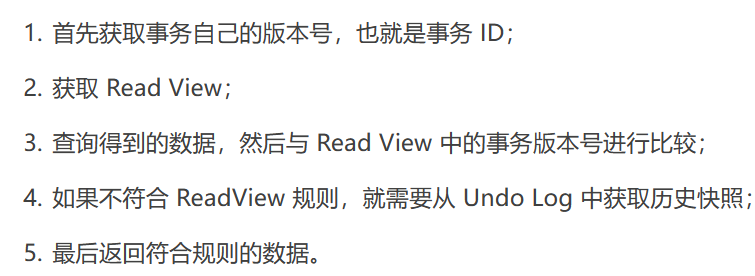 1. 首先获取事务自己的版本号，也就是事务 ID；
2. 获取 Read View；
3. 查询得到的数据，然后与 Read View 中的事务版本号进行比较；
4. 如果不符合 ReadView 规则，就需要从 Undo Log 中获取历史快照；
5. 最后返回符合规则的数据。